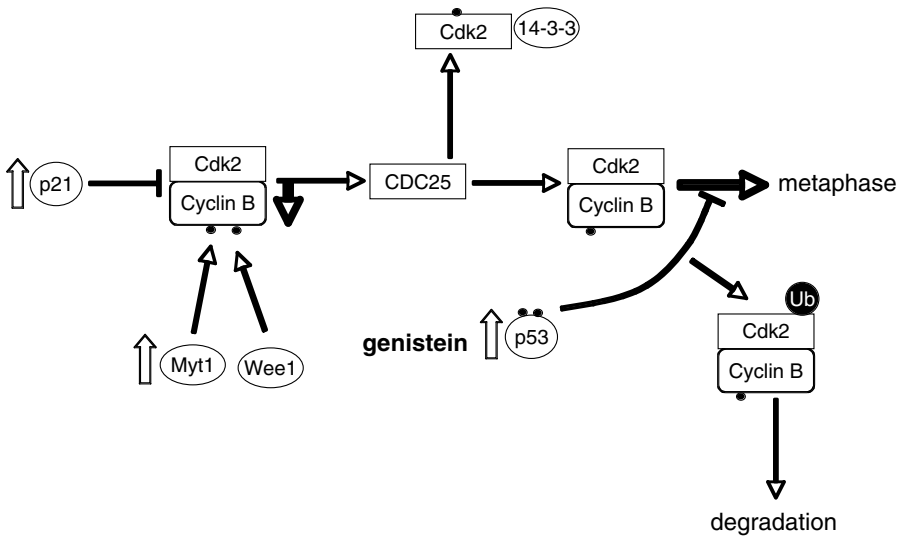 Cdk2
14-3-3
p21
Cdk2
Cyclin B
CDC25
Cdk2
Cyclin B
metaphase
Myt1
Wee1
genistein
p53
Ub
Cdk2
Cyclin B
degradation